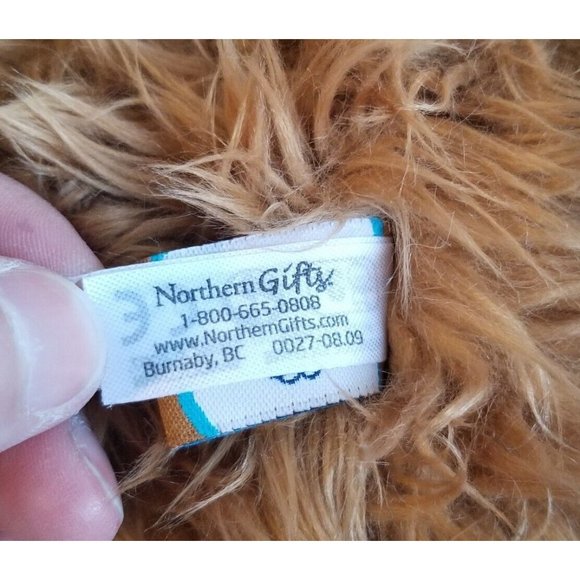 Northern Gifts.
1-800-665-0808
www.NorthernGifts.com
Burnaby, BC 0027-08.09